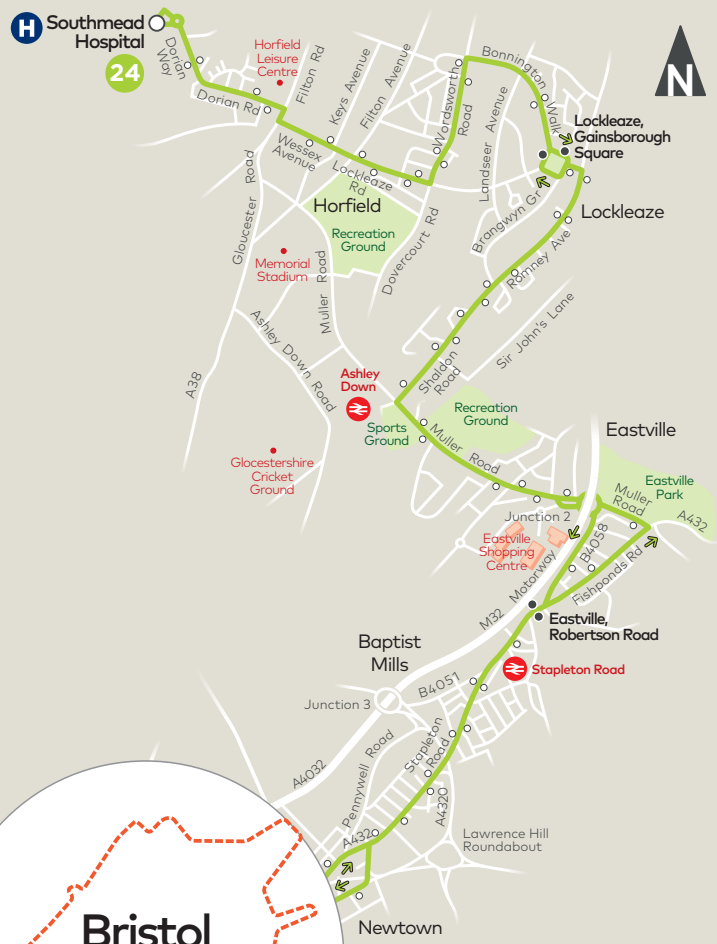 H Southmead
Hospital
24
Dorian
Way
Horfield
Leisure
Centre
Filton Rd
Keys Avenue
Filton Avenue
Wordsworth
Road
Bonnington
Walk
N
Dorian Rd
Wessex
Avenue
Lockleaze
Rd
Landseer Avenue
Lockleaze,
Gainsborough
Square
Gloucester Road
Horfield
Recreation
Ground
Dovercourt Rd
Brangwyn Gr
Lockleaze
Romney Ave
Memorial
Stadium
Muller Road
Sir John's Lane
Ashley Down Road
A38
Ashley
Down
Shaldon
Road
Sports
Ground
Recreation
Ground
Muller Road
Eastville
Glocestershire
Cricket
Ground
Eastville
Park
Muller
Road
A432
Junction 2
Eastville
Shopping
Centre
B4058
Fishponds Rd
M32 Motorway
Eastville,
Robertson Road
Baptist
Mills
Stapleton Road
B4051
Junction 3
A4032
Pennywell Road
Stapleton
Road
A4320
A432
Lawrence Hill
Roundabout
Newtown
Bristol